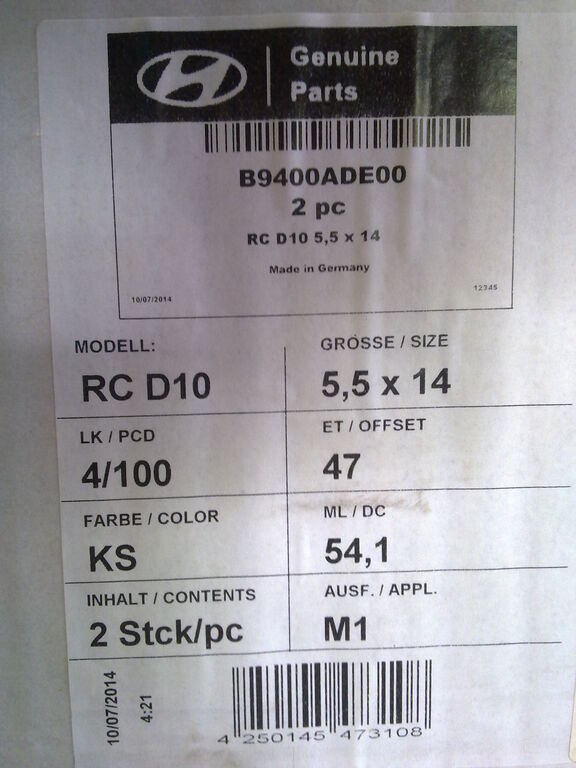 Genuine
Parts
B9400ADE00
2 pc
RC D10 5,5 x 14
Made in Germany
10/07/2014
12345
MODELL:
RC D10
GRÖSSE / SIZE
5,5 x 14
LK / PCD
4/100
ET / OFFSET
47
FARBE / COLOR
KS
ML / DC
54,1
INHALT / CONTENTS
2 Stck/pc
AUSF. / APPL.
M1
10/07/2014
4:21
4 250145 473108